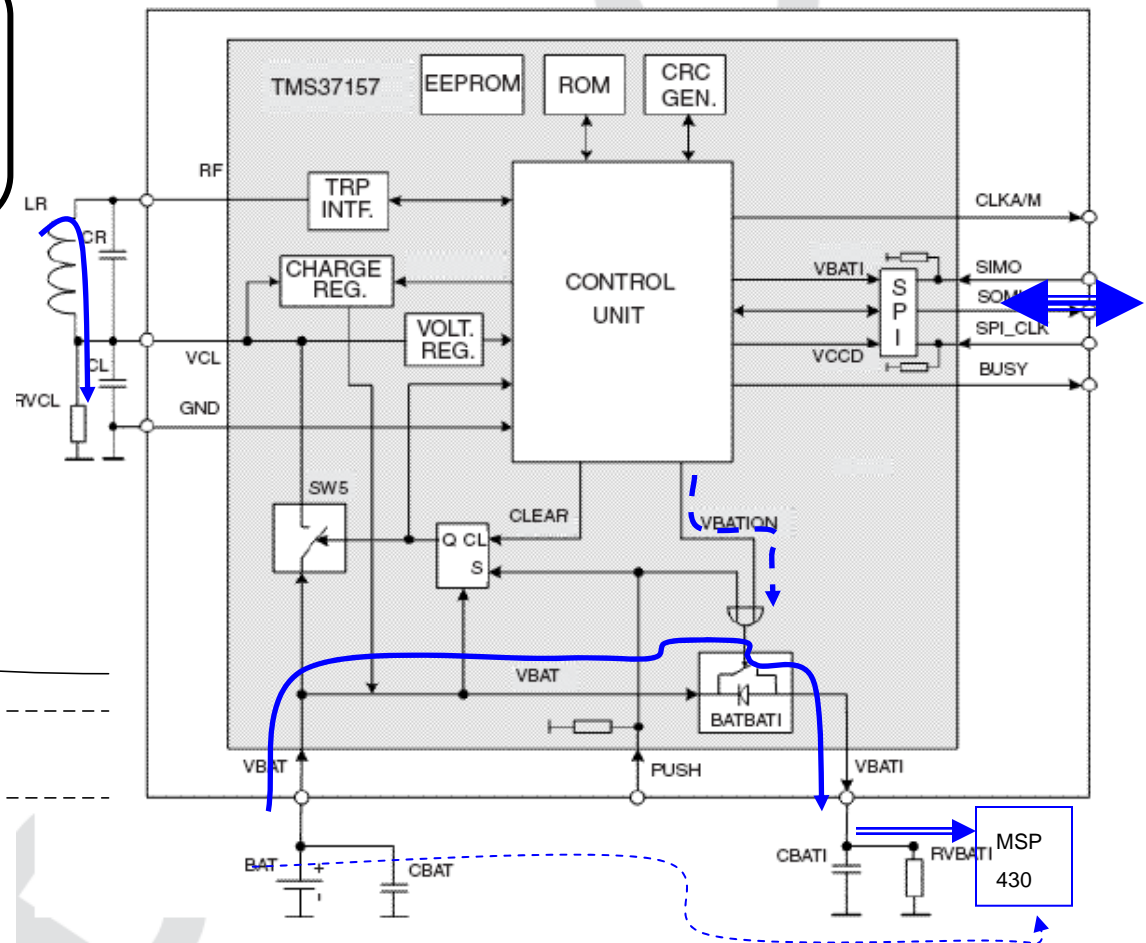 TMS37157
EEPROM
ROM
CRC
GEN.
RF
TRP
INTF.
LR
CR
CHARGE
REG.
CONTROL
UNIT
CLKA/M
VBATI
S
P
I
SIMO
SPI_CLK
VCCD
BUSY
VOLT.
REG.
VCL
CL
RVCL
GND
SW5
CLEAR
VBATION
Q CL
S
VBAT
BATBATI
VBAT
PUSH
VBATI
BAT
+
-
CBAT
CBATI
RVBATI
MSP
430